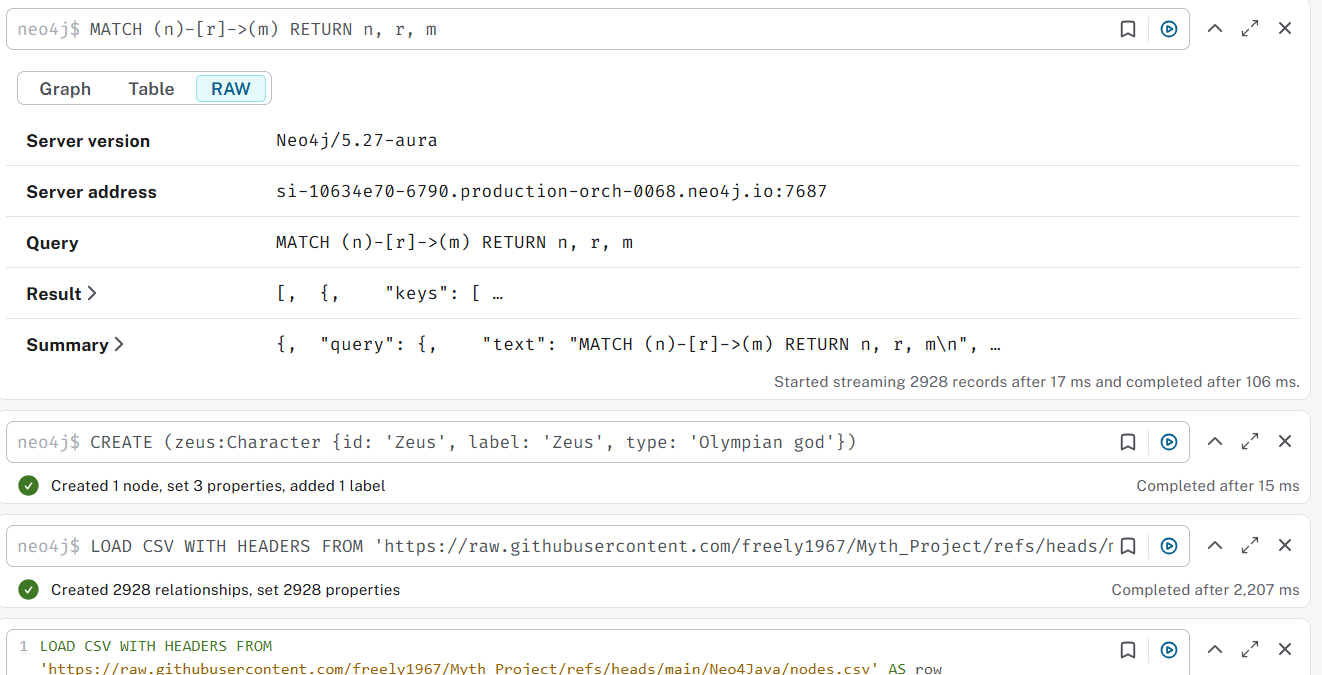 neo4j$ MATCH (n)-[r]->(m) RETURN n, r, m
Graph Table RAW
Server version Neo4j/5.27-aura
Server address si-10634e70-6790.production-orch-0068.neo4j.io:7687
Query MATCH (n)-[r]->(m) RETURN n, r, m
Result [, {, "keys": [ …
Summary {, "query": {, "text": "MATCH (n)-[r]->(m) RETURN n, r, m\n", …
Started streaming 2928 records after 17 ms and completed after 106 ms.
neo4j$ CREATE (zeus:Character {id: 'Zeus', label: 'Zeus', type: 'Olympian god'})
Created 1 node, set 3 properties, added 1 label Completed after 15 ms
neo4j$ LOAD CSV WITH HEADERS FROM 'https://raw.githubusercontent.com/freely1967/Myth_Project/refs/heads/m
Created 2928 relationships, set 2928 properties Completed after 2,207 ms
1 LOAD CSV WITH HEADERS FROM
'https://raw.githubusercontent.com/freely1967/Myth_Project/refs/heads/main/Neo4Java/nodes.csv' AS row